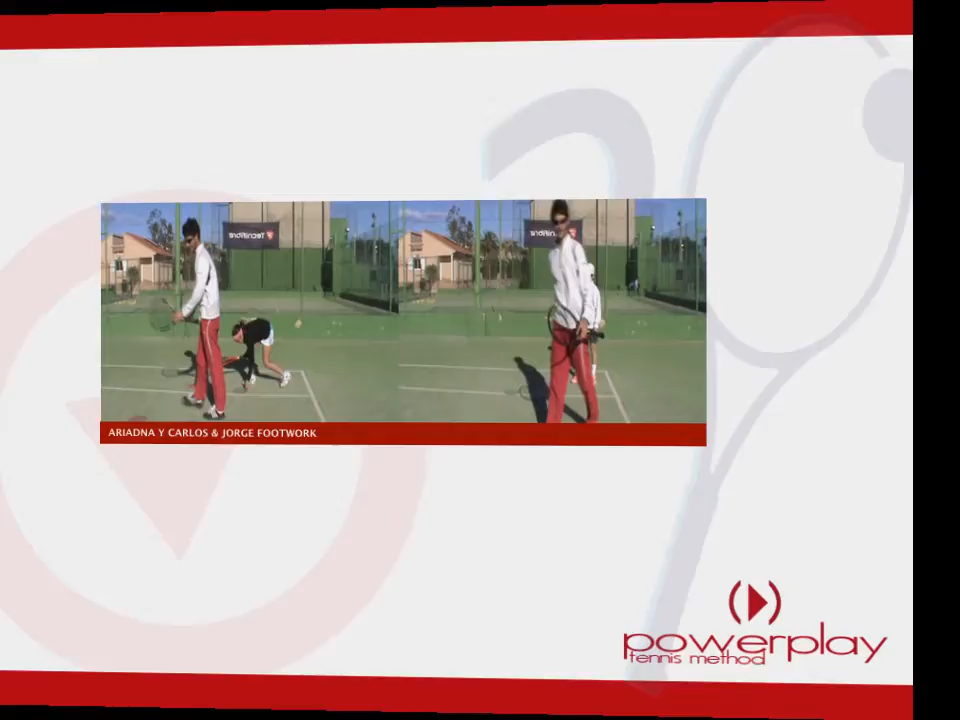 Tecnifibre
Tecnifibre
ARIADNA Y CARLOS & JORGE FOOTWORK
powerplay
tennis method